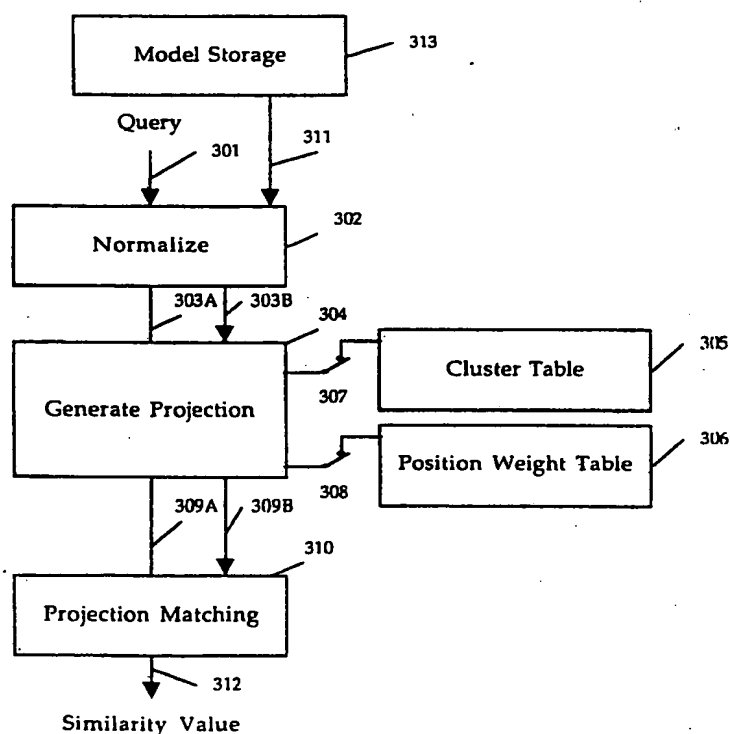 Model Storage
313
Query
301
311
302
Normalize
303A
303B
304
305
Cluster Table
307
Generate Projection
306
Position Weight Table
308
309A
309B
310
Projection Matching
312
Similarity Value